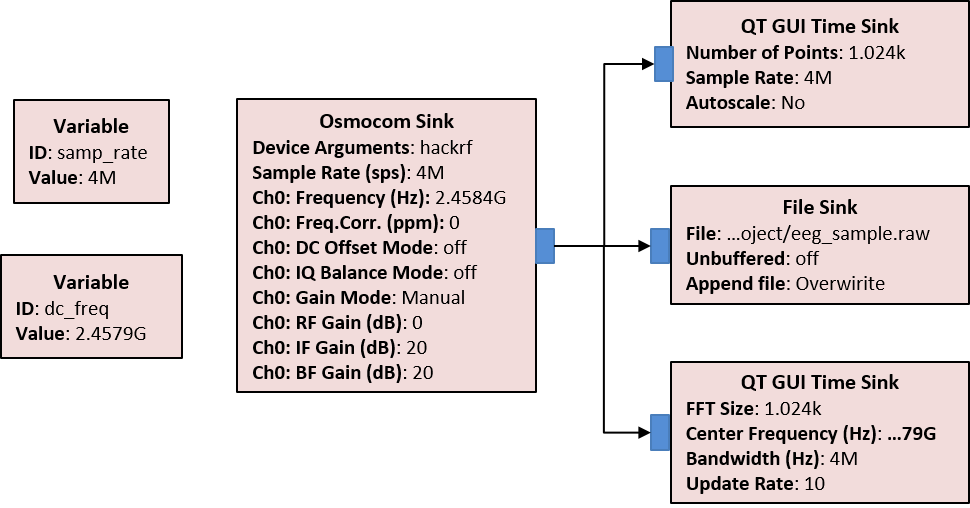 Variable
ID: samp_rate
Value: 4M
Variable
ID: dc_freq
Value: 2.4579G
Osmocom Sink
Device Arguments: hackrf
Sample Rate (sps): 4M
Ch0: Frequency (Hz): 2.4584G
Ch0: Freq.Corr. (ppm): 0
Ch0: DC Offset Mode: off
Ch0: IQ Balance Mode: off
Ch0: Gain Mode: Manual
Ch0: RF Gain (dB): 0
Ch0: IF Gain (dB): 20
Ch0: BF Gain (dB): 20
QT GUI Time Sink
Number of Points: 1.024k
Sample Rate: 4M
Autoscale: No
File Sink
File: ...oject/eeg_sample.raw
Unbuffered: off
Append file: Overwirite
QT GUI Time Sink
FFT Size: 1.024k
Center Frequency (Hz): ...79G
Bandwidth (Hz): 4M
Update Rate: 10